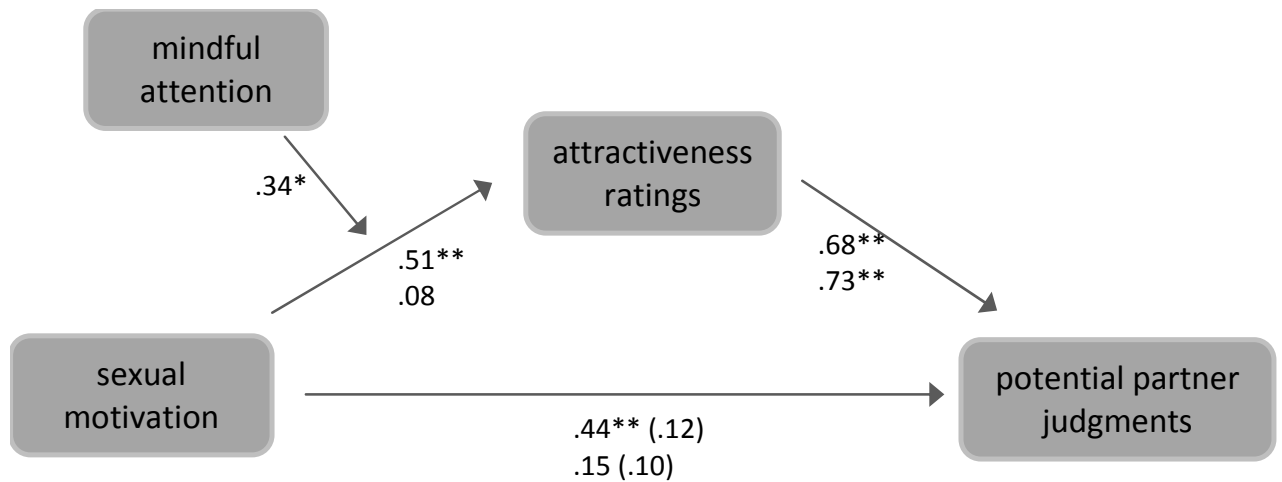 mindful
attention
.34*
attractiveness
ratings
.51**
.08
.68**
.73**
sexual
motivation
potential partner
judgments
.44** (.12)
.15 (.10)